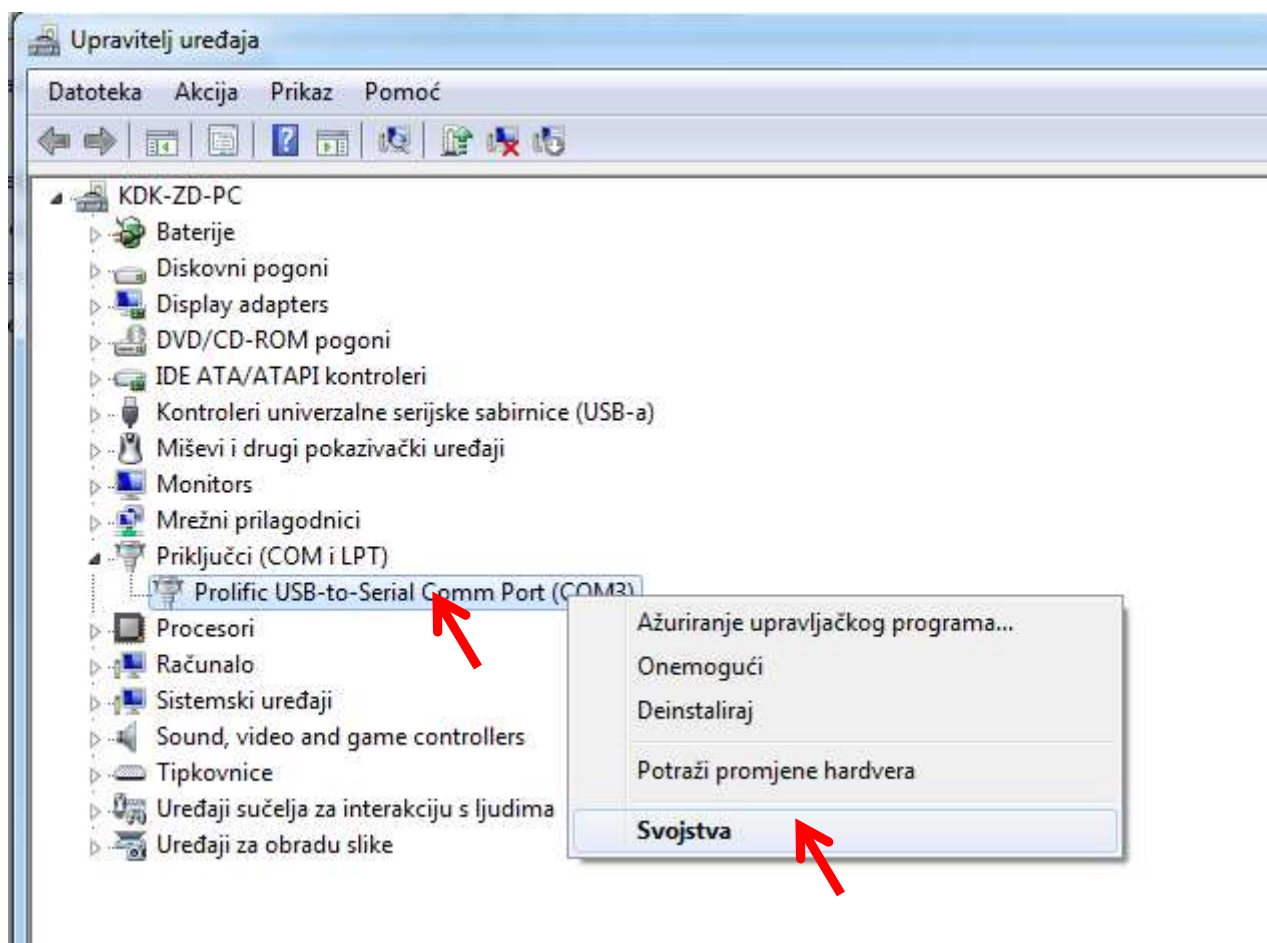 Upravitelj uređaja
Datoteka Akcija Prikaz Pomoć
KDK-ZD-PC
Baterije
Diskovni pogoni
Display adapters
DVD/CD-ROM pogoni
IDE ATA/ATAPI kontroleri
Kontroleri univerzalne serijske sabirnice (USB-a)
Miševi i drugi pokazivački uređaji
Monitors
Mrežni prilagodnici
Priključci (COM i LPT)
Prolific USB-to-Serial Comm Port (COM3)
Procesori
Računalo
Sistemski uređaji
Sound, video and game controllers
Tipkovnice
Uređaji sučelja za interakciju s ljudima
Uređaji za obradu slike
Ažuriranje upravljačkog programa...
Onemogući
Deinstaliraj
Potraži promjene hardvera
Svojstva